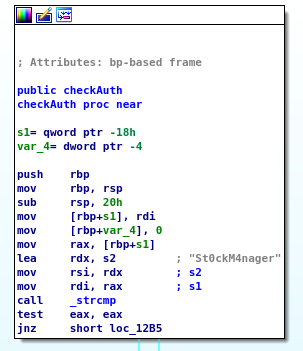 ; Attributes: bp-based frame
public checkAuth
checkAuth proc near
s1= qword ptr -18h
var_4= dword ptr -4
push    rbp
mov     rbp, rsp
sub     rsp, 20h
mov     [rbp+s1], rdi
mov     [rbp+var_4], 0
mov     rax, [rbp+s1]
lea     rdx, s2         ; "St0ckM4nager"
mov     rsi, rdx        ; s2
mov     rdi, rax        ; s1
call    _strcmp
test    eax, eax
jnz     short loc_12B5